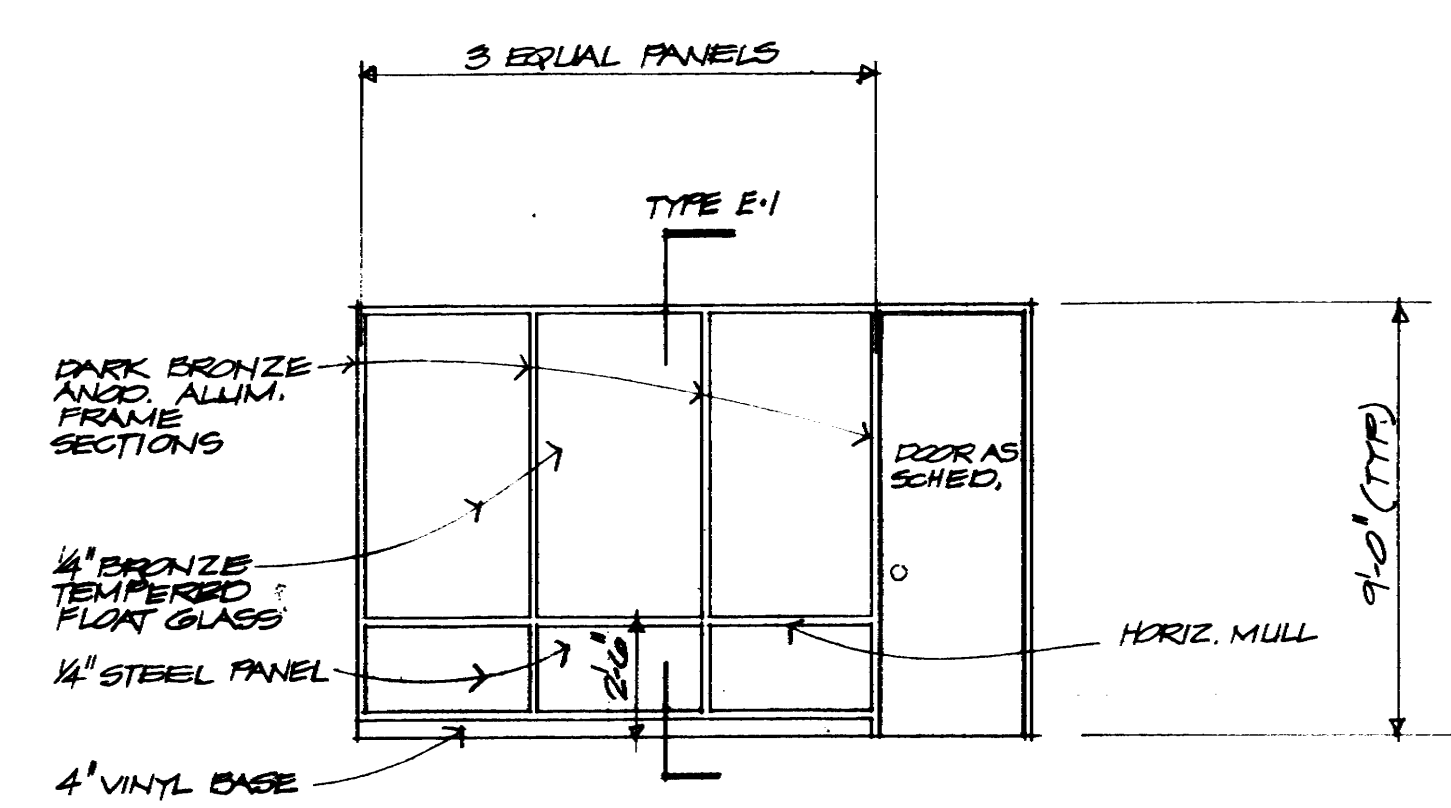 3 EQUAL PANELS
TYPE E·1
DARK BRONZE
ANOD. ALUM.
FRAME
SECTIONS
DOOR AS
SCHED.
9'-0" (TYP.)
1/4" BRONZE
TEMPERED
FLOAT GLASS
2'-6"
HORIZ. MULL
1/4" STEEL PANEL
4" VINYL BASE